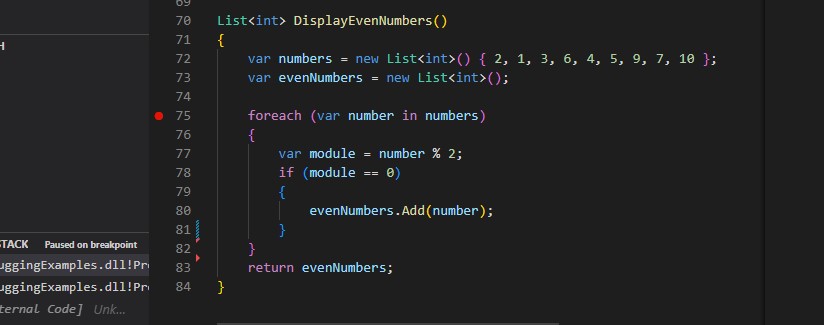 69
70 List<int> DisplayEvenNumbers()
71 {
72 var numbers = new List<int>() { 2, 1, 3, 6, 4, 5, 9, 7, 10 };
73 var evenNumbers = new List<int>();
74
75 foreach (var number in numbers)
76 {
77 var module = number % 2;
78 if (module == 0)
79 {
80 evenNumbers.Add(number);
81 }
82 }
83 return evenNumbers;
84 }
H
STACK Paused on breakpoint
uggingExamples.dll!Pro
uggingExamples.dll!Pro
ternal Code] Unk...